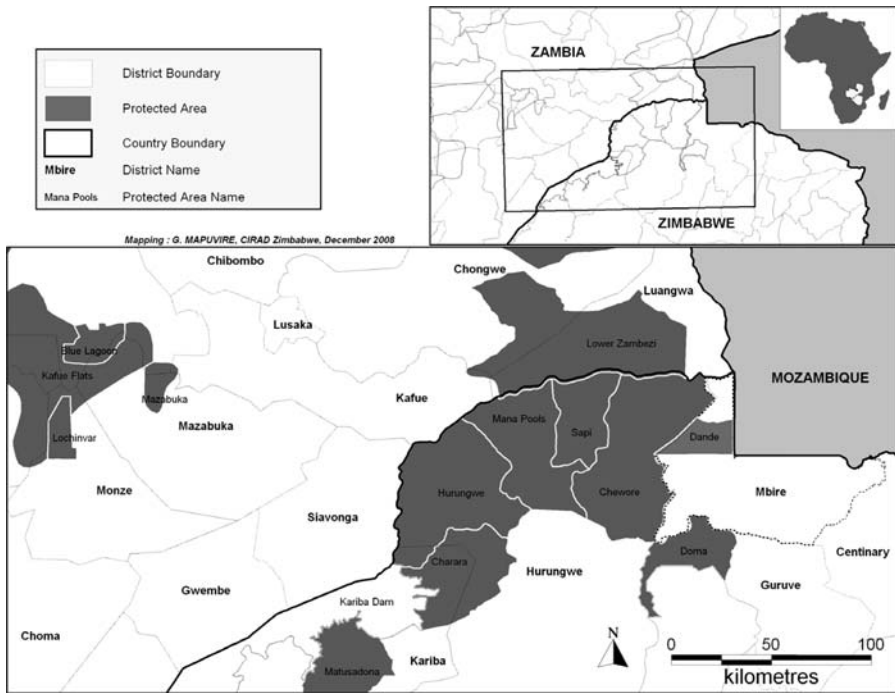 District Boundary
Protected Area
Country Boundary
Mbire District Name
Mana Pools Protected Area Name
Mapping : G. MAPUVIRE, CIRAD Zimbabwe, December 2008
ZAMBIA
ZIMBABWE
Chibombo
Chongwe
Luangwa
Lusaka
Blue Lagoon
Lower Zambezi
Kafue Flats
MOZAMBIQUE
Mazabuka
Kafue
Mazabuka
Mana Pools
Sapi
Lochinvar
Dande
Monze
Hurungwe
Chewore
Mbire
Siavonga
Charara
Doma
Centinary
Hurungwe
Gwembe
Guruve
Kariba Dam
Choma
N
Kariba
Matusadona
0 50 100
kilometres